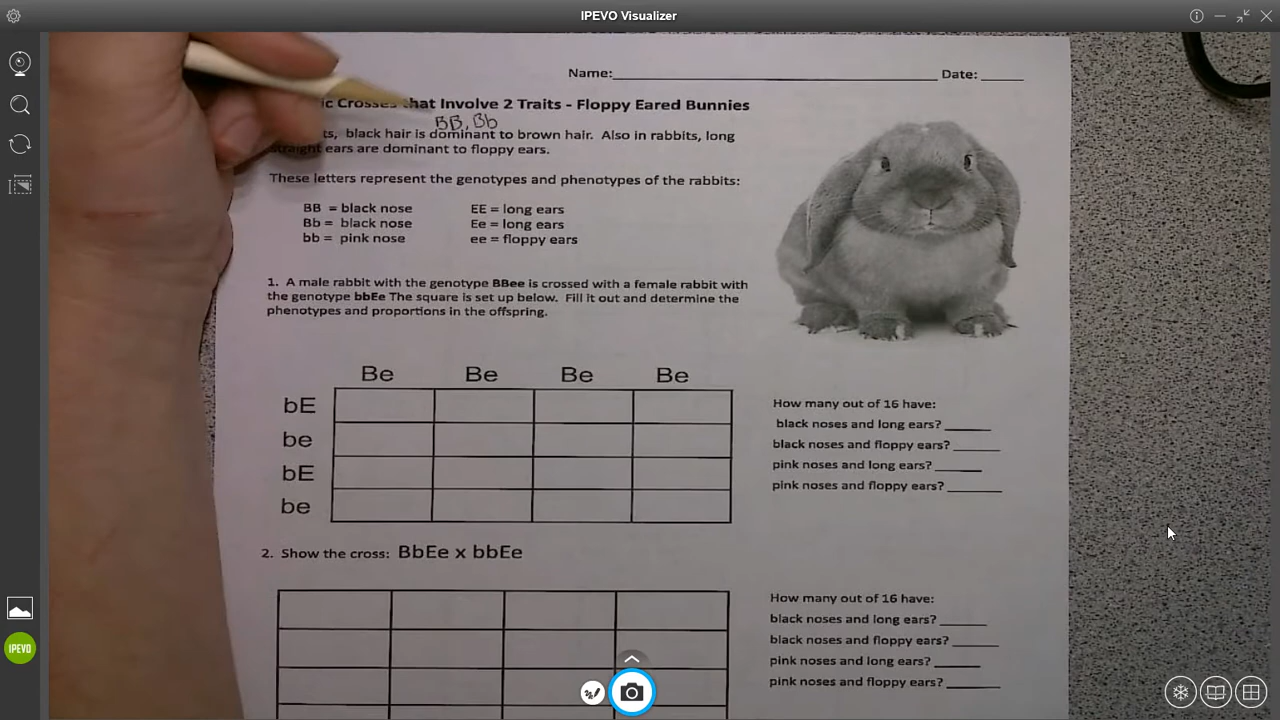 IPEVO Visualizer
Name: Date:
ic Crosses that Involve 2 Traits - Floppy Eared Bunnies
BB, Bb
ts, black hair is dominant to brown hair. Also in rabbits, long
straight ears are dominant to floppy ears.
These letters represent the genotypes and phenotypes of the rabbits:
BB = black nose EE = long ears
Bb = black nose Ee = long ears
bb = pink nose ee = floppy ears
1. A male rabbit with the genotype BBee is crossed with a female rabbit with
the genotype bbEe The square is set up below. Fill it out and determine the
phenotypes and proportions in the offspring.
Be Be Be Be
bE
be
bE
be
How many out of 16 have:
black noses and long ears?
black noses and floppy ears?
pink noses and long ears?
pink noses and floppy ears?
2. Show the cross: BbEe x bbEe
How many out of 16 have:
black noses and long ears?
black noses and floppy ears?
pink noses and long ears?
pink noses and floppy ears?
IPEVO